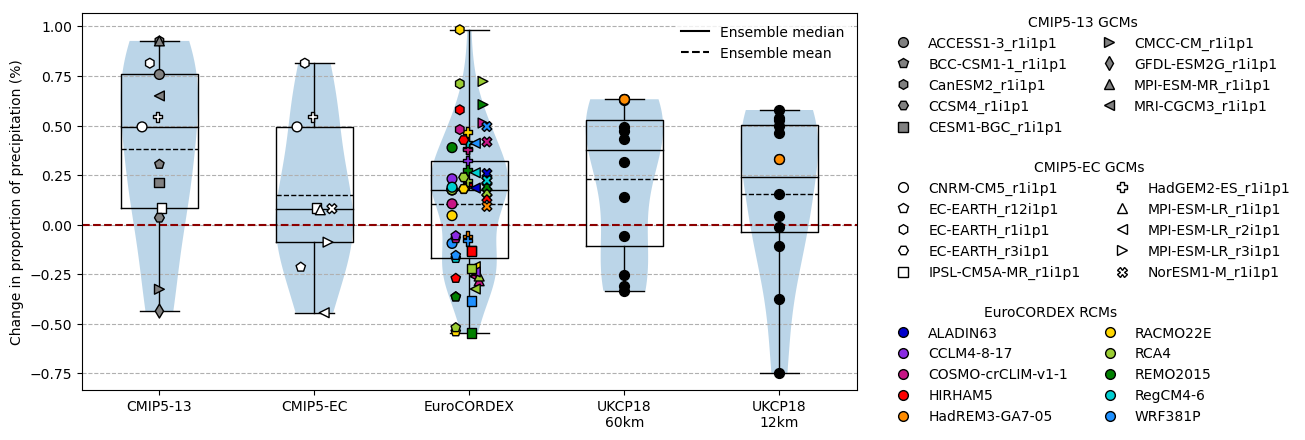 Change in proportion of precipitation (%)
1.00
0.75
0.50
0.25
0.00
−0.25
−0.50
−0.75
Ensemble median
Ensemble mean
CMIP5-13
CMIP5-EC
EuroCORDEX
UKCP18
60km
UKCP18
12km
CMIP5-13 GCMs
ACCESS1-3_r1i1p1
BCC-CSM1-1_r1i1p1
CanESM2_r1i1p1
CCSM4_r1i1p1
CESM1-BGC_r1i1p1
CMCC-CM_r1i1p1
GFDL-ESM2G_r1i1p1
MPI-ESM-MR_r1i1p1
MRI-CGCM3_r1i1p1
CMIP5-EC GCMs
CNRM-CM5_r1i1p1
EC-EARTH_r12i1p1
EC-EARTH_r1i1p1
EC-EARTH_r3i1p1
IPSL-CM5A-MR_r1i1p1
HadGEM2-ES_r1i1p1
MPI-ESM-LR_r1i1p1
MPI-ESM-LR_r2i1p1
MPI-ESM-LR_r3i1p1
NorESM1-M_r1i1p1
EuroCORDEX RCMs
ALADIN63
CCLM4-8-17
COSMO-crCLIM-v1-1
HIRHAM5
HadREM3-GA7-05
RACMO22E
RCA4
REMO2015
RegCM4-6
WRF381P